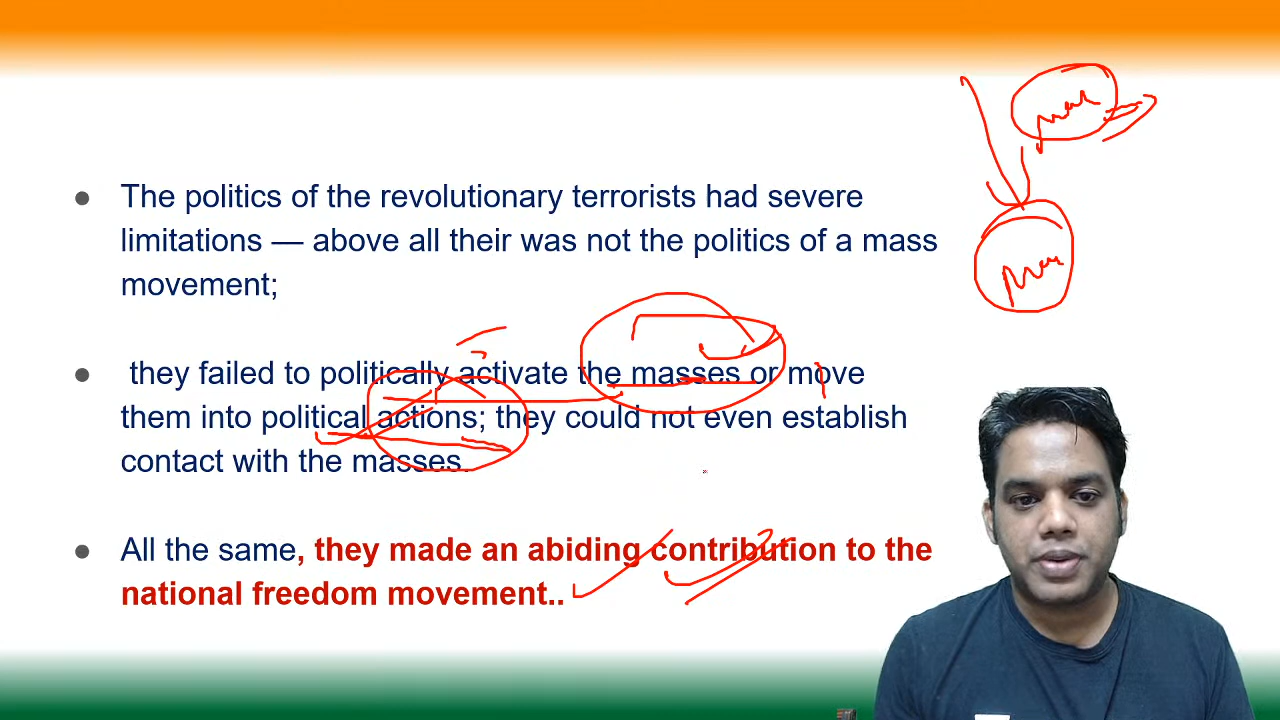 The politics of the revolutionary terrorists had severe
limitations — above all their was not the politics of a mass
movement;
they failed to politically activate the masses or move
them into political actions; they could not even establish
contact with the masses.
All the same, they made an abiding contribution to the
national freedom movement..